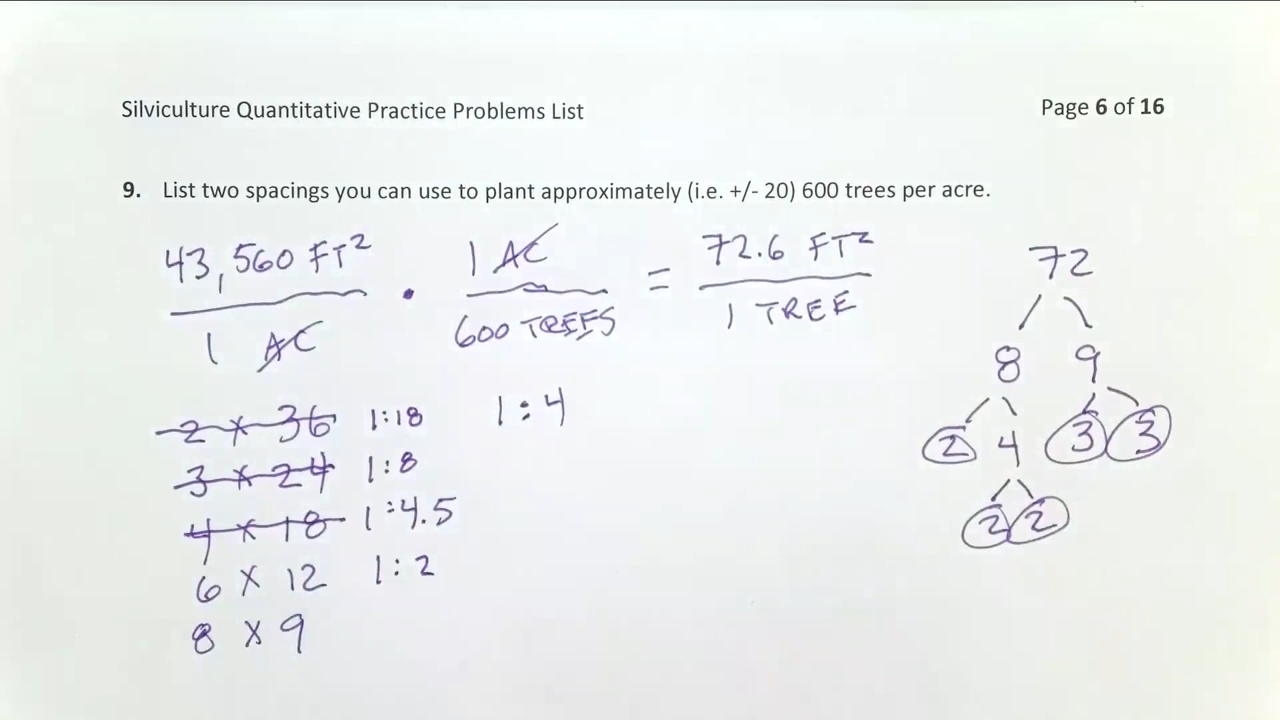 Silviculture Quantitative Practice Problems List Page 6 of 16
9. List two spacings you can use to plant approximately (i.e. +/- 20) 600 trees per acre.
43,560 FT² / 1 AC · 1 AC / 600 TREES = 72.6 FT² / 1 TREE
72
8 9
2 4 3 3
2 2
2 x 36 1:18 1:4
3 x 24 1:8
4 x 18 1:4.5
6 x 12 1:2
8 x 9